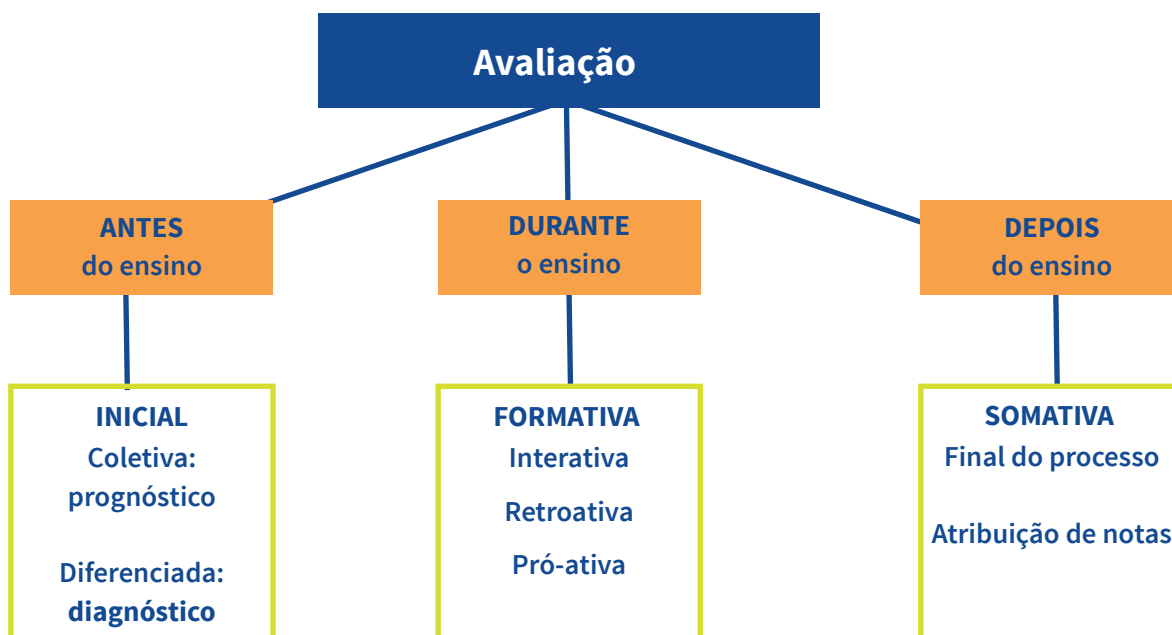 Avaliação
ANTES
do ensino
DURANTE
o ensino
DEPOIS
do ensino
INICIAL
Coletiva:
prognóstico
Diferenciada:
diagnóstico
FORMATIVA
Interativa
Retroativa
Pró-ativa
SOMATIVA
Final do processo
Atribuição de notas